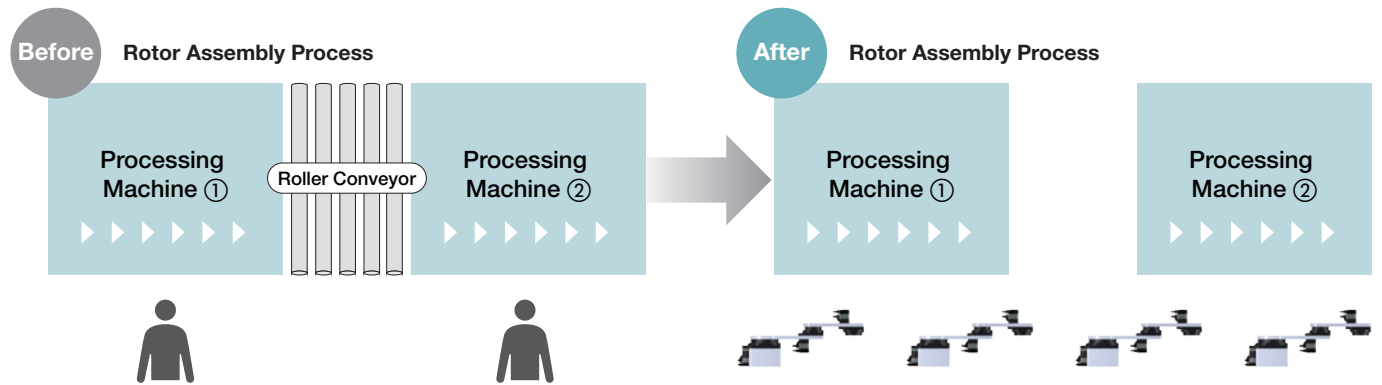 Before
Rotor Assembly Process
Processing
Machine ①
Roller Conveyor
Processing
Machine ②
After
Rotor Assembly Process
Processing
Machine ①
Processing
Machine ②